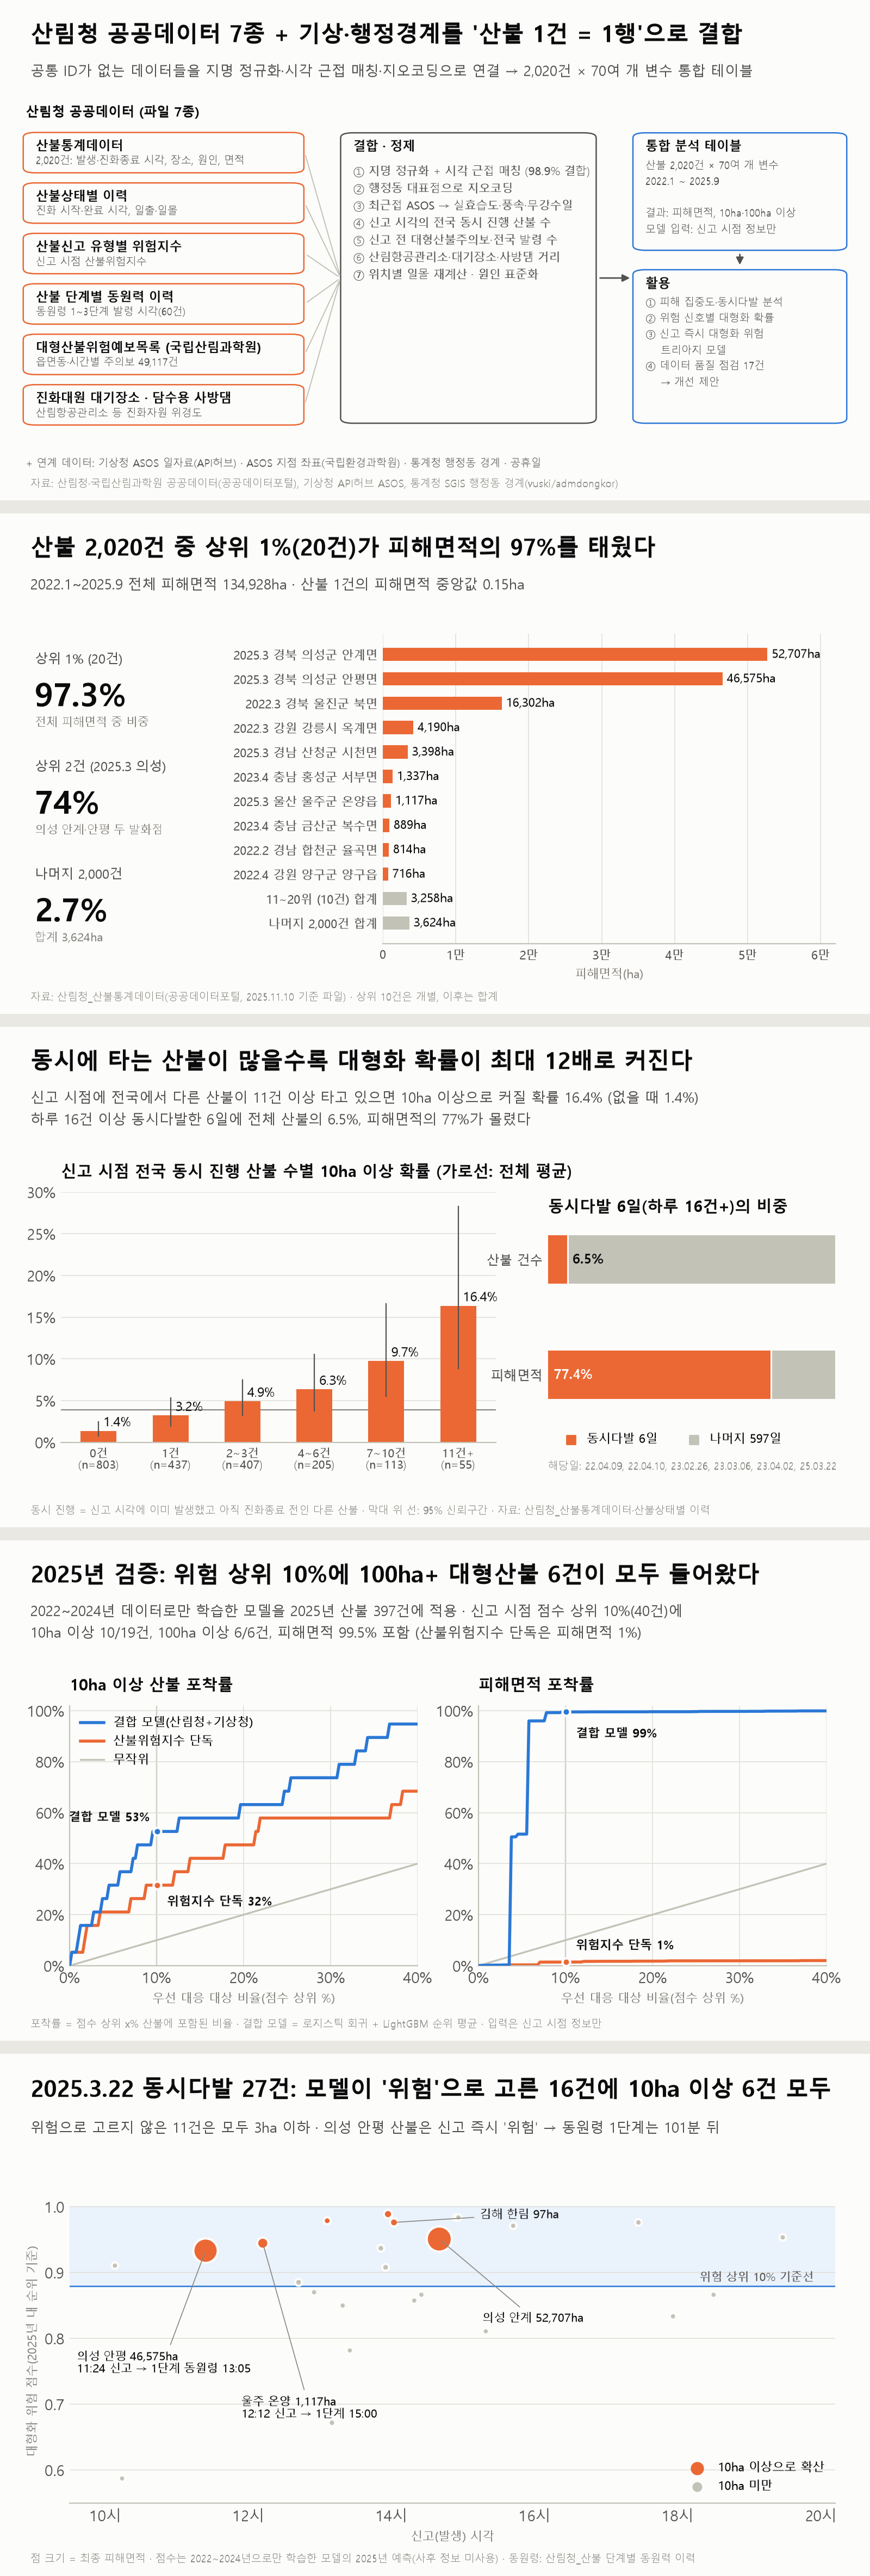 산림청 공공데이터 7종 + 기상·행정경계를 '산불 1건 = 1행'으로 결합
공통 ID가 없는 데이터들을 지명 정규화·시각 근접 매칭·지오코딩으로 연결 → 2,020건 × 70여 개 변수 통합 테이블
산림청 공공데이터 (파일 7종)
산불통계데이터
2,020건: 발생·진화종료 시각, 장소, 원인, 면적
산불상태별 이력
진화 시작·완료 시각, 일출·일몰
산불신고 유형별 위험지수
신고 시점 산불위험지수
산불 단계별 동원력 이력
동원령 1~3단계 발령 시각(60건)
대형산불위험예보목록 (국립산림과학원)
읍면동·시간별 주의보 49,117건
진화대원 대기장소 · 담수용 사방댐
산림항공관리소 등 진화자원 위경도
결합 · 정제
① 지명 정규화 + 시각 근접 매칭 (98.9% 결합)
② 행정동 대표점으로 지오코딩
③ 최근접 ASOS → 실효습도·풍속·무강수일
④ 신고 시각의 전국 동시 진행 산불 수
⑤ 신고 전 대형산불주의보·전국 발령 수
⑥ 산림항공관리소·대기장소·사방댐 거리
⑦ 위치별 일몰 재계산 · 원인 표준화
통합 분석 테이블
산불 2,020건 × 70여 개 변수
2022.1 ~ 2025.9
결과: 피해면적, 10ha·100ha 이상
모델 입력: 신고 시점 정보만
활용
① 피해 집중도·동시다발 분석
② 위험 신호별 대형화 확률
③ 신고 즉시 대형화 위험
트리아지 모델
④ 데이터 품질 점검 17건
→ 개선 제안
+ 연계 데이터: 기상청 ASOS 일자료(API허브) · ASOS 지점 좌표(국립환경과학원) · 통계청 행정동 경계 · 공휴일
자료: 산림청·국립산림과학원 공공데이터(공공데이터포털), 기상청 API허브 ASOS, 통계청 SGIS 행정동 경계(vuski/admdongkor)
산불 2,020건 중 상위 1%(20건)가 피해면적의 97%를 태웠다
2022.1~2025.9 전체 피해면적 134,928ha · 산불 1건의 피해면적 중앙값 0.15ha
상위 1% (20건)
97.3%
전체 피해면적 중 비중
상위 2건 (2025.3 의성)
74%
의성 안계·안평 두 발화점
나머지 2,000건
2.7%
합계 3,624ha
2025.3 경북 의성군 안계면 52,707ha
2025.3 경북 의성군 안평면 46,575ha
2022.3 경북 울진군 북면 16,302ha
2022.3 강원 강릉시 옥계면 4,190ha
2025.3 경남 산청군 시천면 3,398ha
2023.4 충남 홍성군 서부면 1,337ha
2025.3 울산 울주군 온양읍 1,117ha
2023.4 충남 금산군 복수면 889ha
2022.2 경남 합천군 율곡면 814ha
2022.4 강원 양구군 양구읍 716ha
11~20위 (10건) 합계 3,258ha
나머지 2,000건 합계 3,624ha
0 1만 2만 3만 4만 5만 6만
피해면적(ha)
자료: 산림청_산불통계데이터(공공데이터포털, 2025.11.10 기준 파일) · 상위 10건은 개별, 이후는 합계
동시에 타는 산불이 많을수록 대형화 확률이 최대 12배로 커진다
신고 시점에 전국에서 다른 산불이 11건 이상 타고 있으면 10ha 이상으로 커질 확률 16.4% (없을 때 1.4%)
하루 16건 이상 동시다발한 6일에 전체 산불의 6.5%, 피해면적의 77%가 몰렸다
신고 시점 전국 동시 진행 산불 수별 10ha 이상 확률 (가로선: 전체 평균)
30%
25%
20%
15%
10%
5%
0%
1.4%
3.2%
4.9%
6.3%
9.7%
16.4%
0건 1건 2~3건 4~6건 7~10건 11건+
(n=803) (n=437) (n=407) (n=205) (n=113) (n=55)
동시다발 6일(하루 16건+)의 비중
산불 건수 6.5%
피해면적 77.4%
동시다발 6일 나머지 597일
해당일: 22.04.09, 22.04.10, 23.02.26, 23.03.06, 23.04.02, 25.03.22
동시 진행 = 신고 시각에 이미 발생했고 아직 진화종료 전인 다른 산불 · 막대 위 선: 95% 신뢰구간 · 자료: 산림청_산불통계데이터·산불상태별 이력
2025년 검증: 위험 상위 10%에 100ha+ 대형산불 6건이 모두 들어왔다
2022~2024년 데이터로만 학습한 모델을 2025년 산불 397건에 적용 · 신고 시점 점수 상위 10%(40건)에
10ha 이상 10/19건, 100ha 이상 6/6건, 피해면적 99.5% 포함 (산불위험지수 단독은 피해면적 1%)
10ha 이상 산불 포착률
100%
80%
60%
40%
20%
0%
결합 모델(산림청+기상청)
산불위험지수 단독
무작위
결합 모델 53%
위험지수 단독 32%
0% 10% 20% 30% 40%
우선 대응 대상 비율(점수 상위 %)
피해면적 포착률
100%
80%
60%
40%
20%
0%
결합 모델 99%
위험지수 단독 1%
0% 10% 20% 30% 40%
우선 대응 대상 비율(점수 상위 %)
포착률 = 점수 상위 x% 산불에 포함된 비율 · 결합 모델 = 로지스틱 회귀 + LightGBM 순위 평균 · 입력은 신고 시점 정보만
2025.3.22 동시다발 27건: 모델이 '위험'으로 고른 16건에 10ha 이상 6건 모두
위험으로 고르지 않은 11건은 모두 3ha 이하 · 의성 안평 산불은 신고 즉시 '위험' → 동원령 1단계는 101분 뒤
대형화 위험 점수(2025년 내 순위 기준)
1.0
0.9
0.8
0.7
0.6
김해 한림 97ha
위험 상위 10% 기준선
의성 안계 52,707ha
의성 안평 46,575ha
11:24 신고 → 1단계 동원령 13:05
울주 온양 1,117ha
12:12 신고 → 1단계 15:00
10ha 이상으로 확산
10ha 미만
10시 12시 14시 16시 18시 20시
신고(발생) 시각
점 크기 = 최종 피해면적 · 점수는 2022~2024년으로만 학습한 모델의 2025년 예측(사후 정보 미사용) · 동원령: 산림청_산불 단계별 동원력 이력